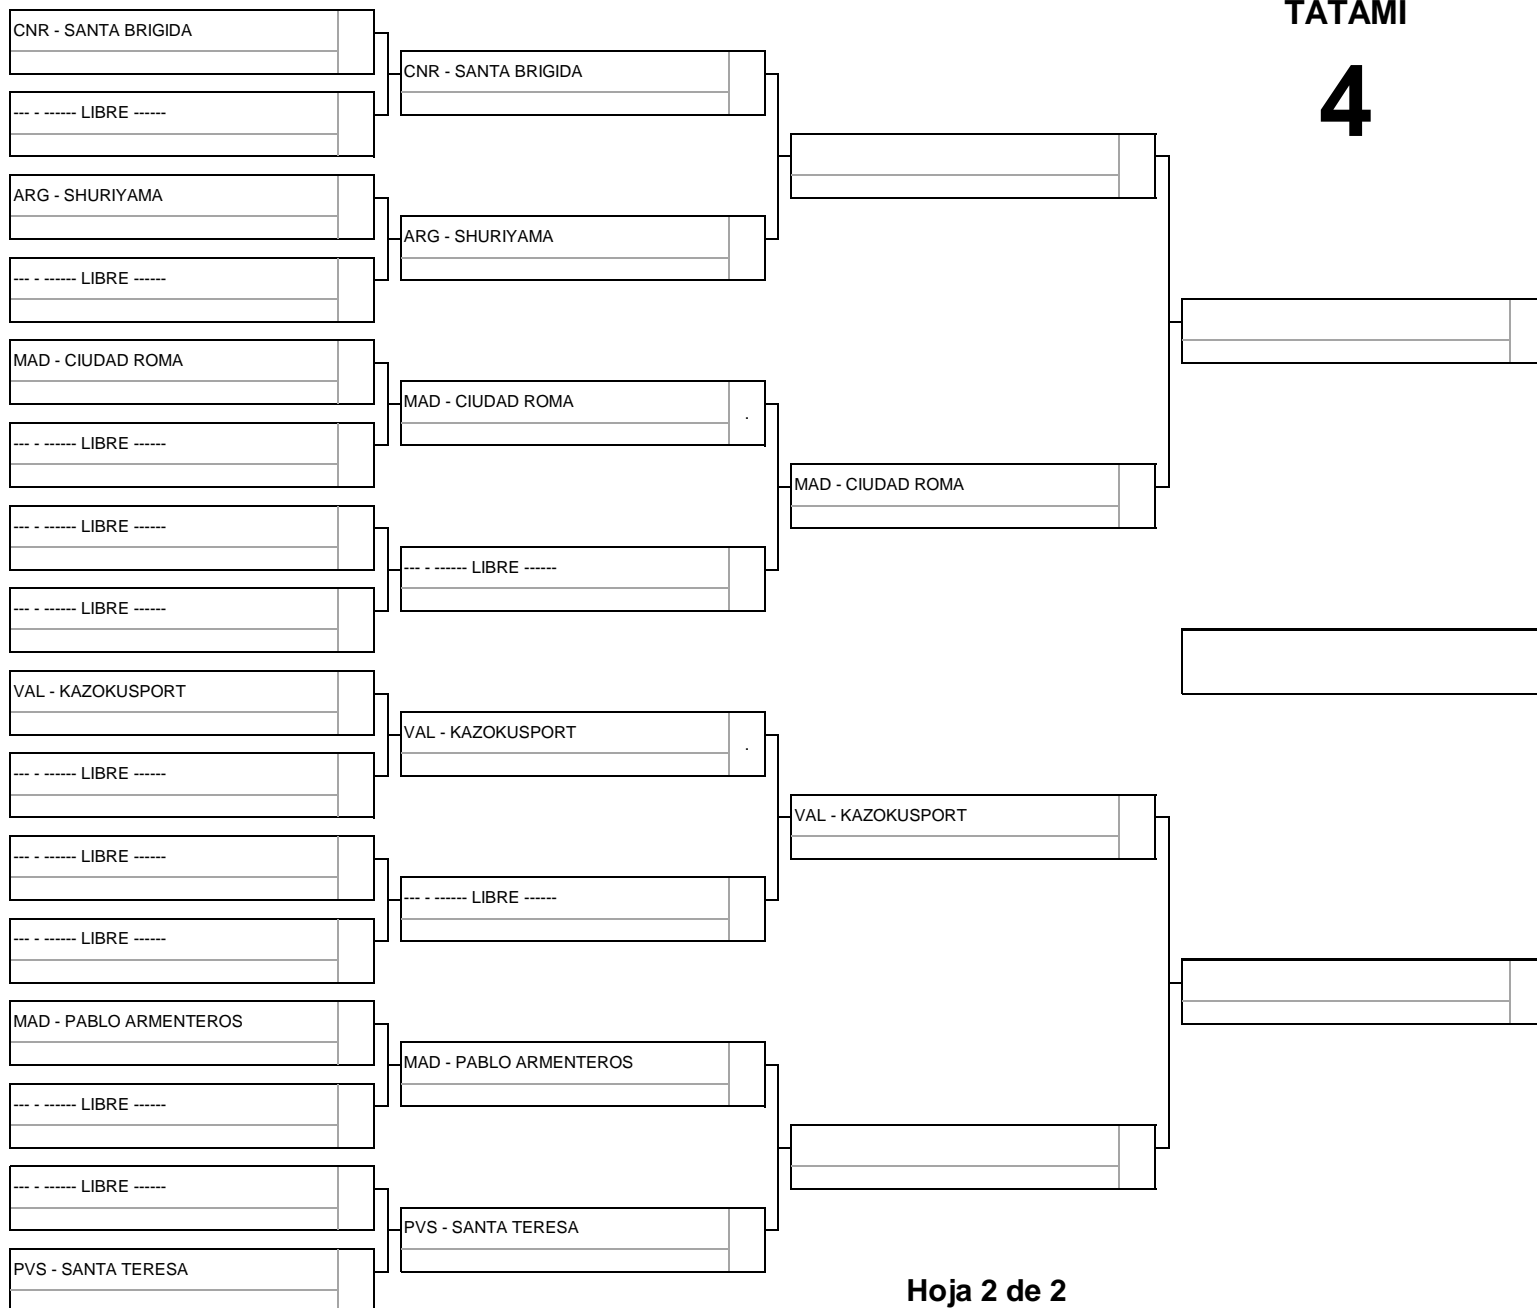 TATAMI
4
CNR - SANTA BRIGIDA
--- - ------ LIBRE ------
ARG - SHURIYAMA
--- - ------ LIBRE ------
MAD - CIUDAD ROMA
--- - ------ LIBRE ------
--- - ------ LIBRE ------
--- - ------ LIBRE ------
VAL - KAZOKUSPORT
--- - ------ LIBRE ------
--- - ------ LIBRE ------
--- - ------ LIBRE ------
MAD - PABLO ARMENTEROS
--- - ------ LIBRE ------
--- - ------ LIBRE ------
PVS - SANTA TERESA
CNR - SANTA BRIGIDA
ARG - SHURIYAMA
MAD - CIUDAD ROMA
.
--- - ------ LIBRE ------
VAL - KAZOKUSPORT
.
--- - ------ LIBRE ------
MAD - PABLO ARMENTEROS
PVS - SANTA TERESA
MAD - CIUDAD ROMA
VAL - KAZOKUSPORT
Hoja 2 de 2